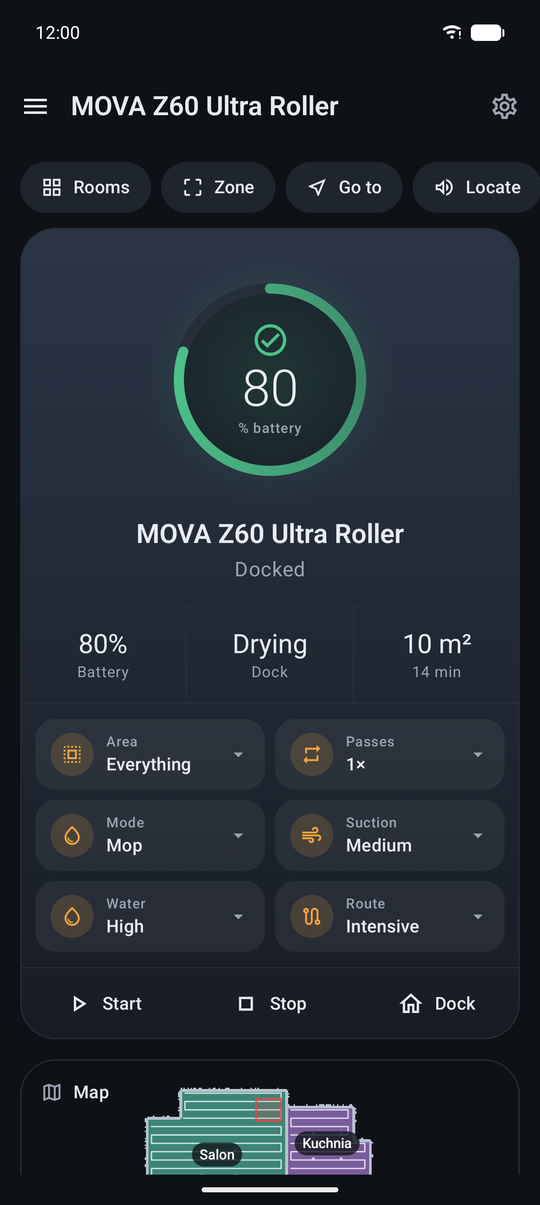 12:00
MOVA Z60 Ultra Roller
Rooms
Zone
Go to
Locate
80
% battery
MOVA Z60 Ultra Roller
Docked
80%
Battery
Drying
Dock
10 m²
14 min
Area
Everything
Passes
1×
Mode
Mop
Suction
Medium
Water
High
Route
Intensive
Start
Stop
Dock
Map
Salon
Kuchnia